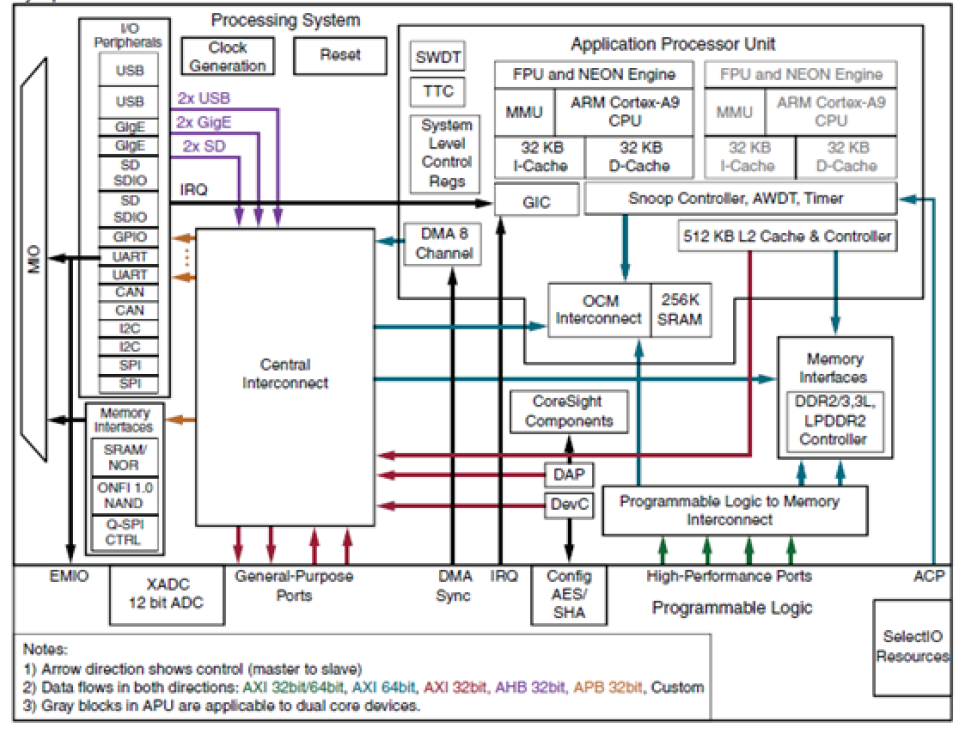 Processing System
I/O
Peripherals
USB
USB
GigE
GigE
SD
SDIO
SD
SDIO
GPIO
UART
UART
CAN
CAN
I2C
I2C
SPI
SPI
MIO
Clock
Generation
Reset
2x USB
2x GigE
2x SD
IRQ
Application Processor Unit
SWDT
TTC
System
Level
Control
Regs
FPU and NEON Engine
MMU
ARM Cortex-A9
CPU
32 KB
I-Cache
32 KB
D-Cache
FPU and NEON Engine
MMU
ARM Cortex-A9
CPU
32 KB
I-Cache
32 KB
D-Cache
GIC
Snoop Controller, AWDT, Timer
DMA 8
Channel
512 KB L2 Cache & Controller
OCM
Interconnect
256K
SRAM
Central
Interconnect
Memory
Interfaces
DDR2/3,3L,
LPDDR2
Controller
CoreSight
Components
DAP
DevC
Programmable Logic to Memory
Interconnect
Memory
Interfaces
SRAM/
NOR
ONFI 1.0
NAND
Q-SPI
CTRL
EMIO
XADC
12 bit ADC
General-Purpose
Ports
DMA
Sync
IRQ
Config
AES/
SHA
High-Performance Ports
ACP
Programmable Logic
SelectIO
Resources
Notes:
1) Arrow direction shows control (master to slave)
2) Data flows in both directions: AXI 32bit/64bit, AXI 64bit, AXI 32bit, AHB 32bit, APB 32bit, Custom
3) Gray blocks in APU are applicable to dual core devices.